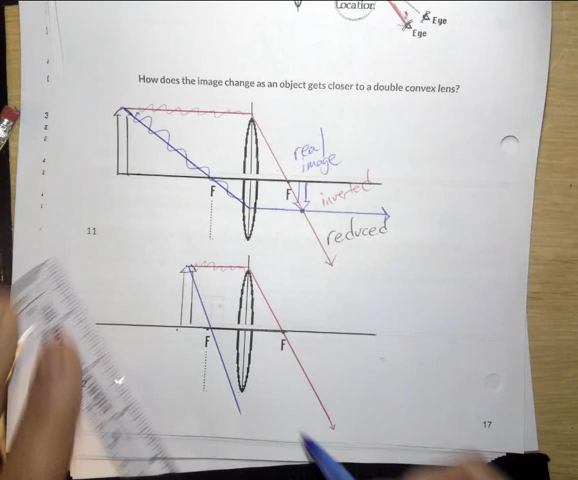 Location
Eye
Eye
How does the image change as an object gets closer to a double convex lens?
real
image
F
F
inverted
reduced
11
F
F
17